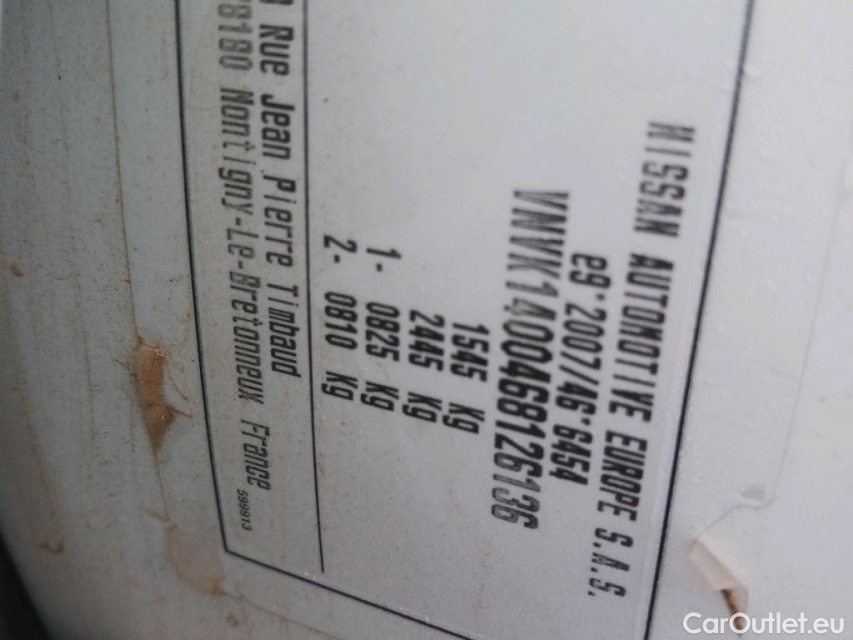 NISSAN AUTOMOTIVE EUROPE S.A.S.
e9*2007/46*6454
VNVK1400468126136
1545 Kg
2445 Kg
1- 0825 Kg
2- 0810 Kg
Rue Jean Pierre Timbaud
78180 Montigny-Le-Bretonneux France
599913
CarOutlet.eu